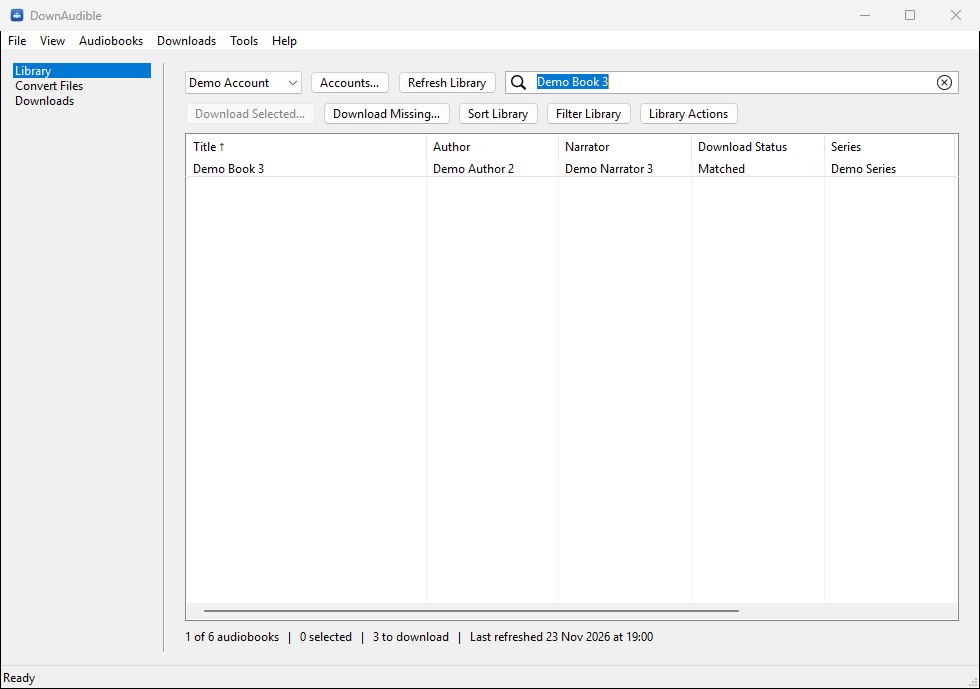 DownAudible
File View Audiobooks Downloads Tools Help
Library
Convert Files
Downloads
Demo Account Accounts... Refresh Library Demo Book 3
Download Selected... Download Missing... Sort Library Filter Library Library Actions
Title ↑ Author Narrator Download Status Series
Demo Book 3 Demo Author 2 Demo Narrator 3 Matched Demo Series
1 of 6 audiobooks | 0 selected | 3 to download | Last refreshed 23 Nov 2026 at 19:00
Ready